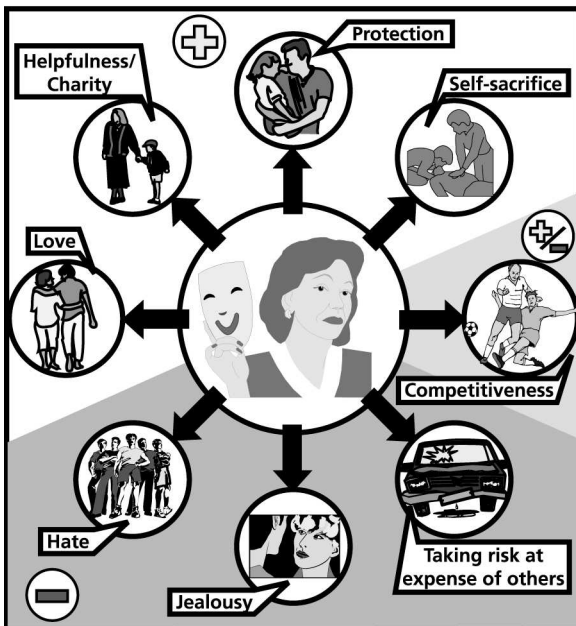 Protection
Helpfulness/
Charity
Self-sacrifice
Love
Competitiveness
Hate
Jealousy
Taking risk at
expense of others